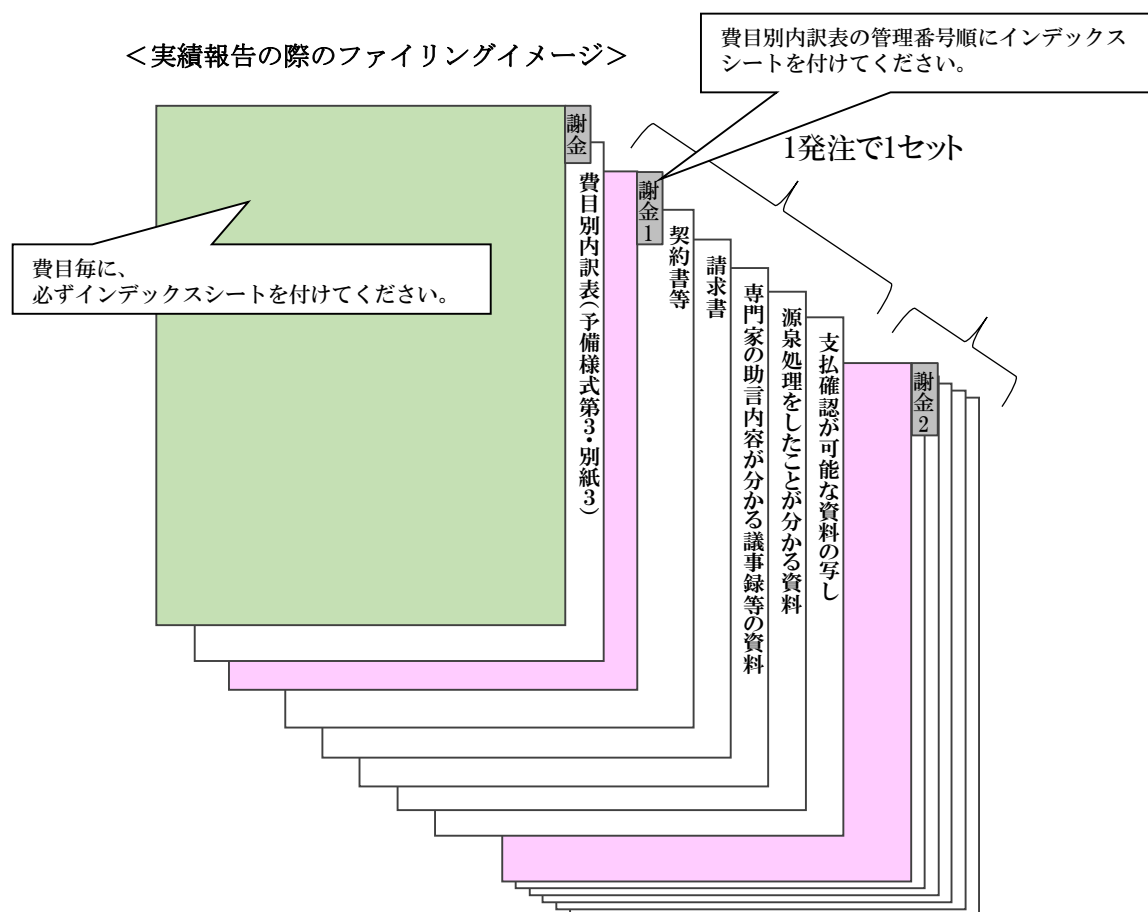 ＜実績報告の際のファイリングイメージ＞
費目別内訳表の管理番号順にインデックス
シートを付けてください。
1発注で1セット
謝金
費目別内訳表（予備様式第3・別紙3）
謝金1
契約書等
請求書
専門家の助言内容が分かる議事録等の資料
源泉処理をしたことが分かる資料
支払確認が可能な資料の写し
謝金2
費目毎に、
必ずインデックスシートを付けてください。